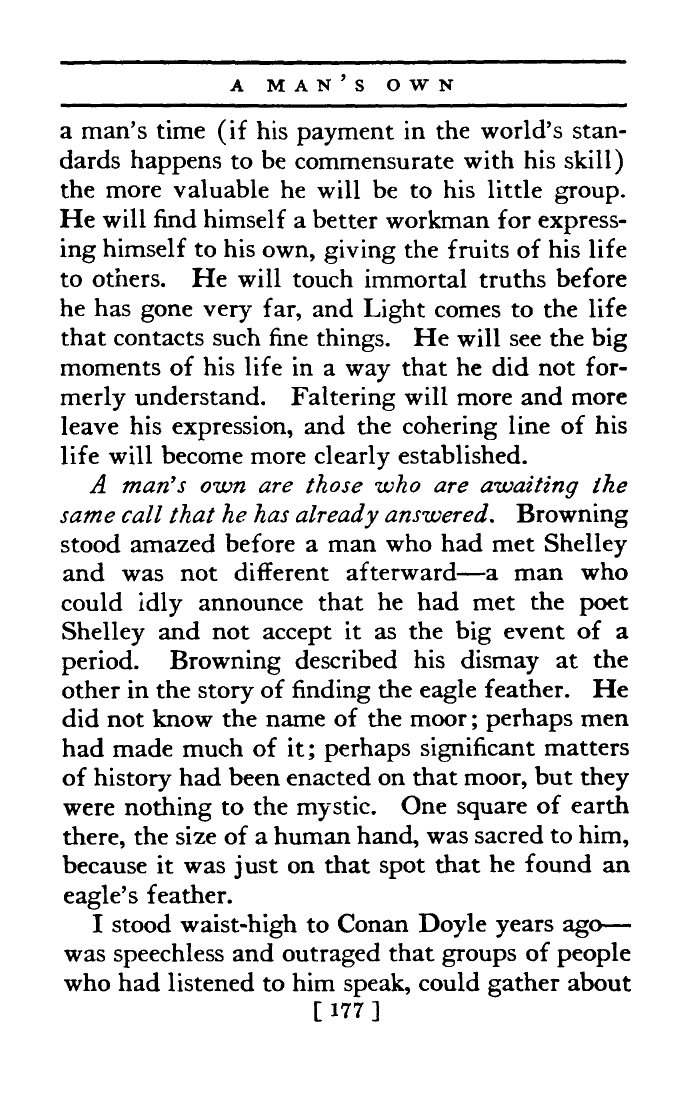 A MAN'S OWN
a man's time (if his payment in the world's stan-
dards happens to be commensurate with his skill)
the more valuable he will be to his little group.
He will find himself a better workman for express-
ing himself to his own, giving the fruits of his life
to others. He will touch immortal truths before
he has gone very far, and Light comes to the life
that contacts such fine things. He will see the big
moments of his life in a way that he did not for-
merly understand. Faltering will more and more
leave his expression, and the cohering line of his
life will become more clearly established.
A man's own are those who are awaiting the
same call that he has already answered. Browning
stood amazed before a man who had met Shelley
and was not different afterward—a man who
could idly announce that he had met the poet
Shelley and not accept it as the big event of a
period. Browning described his dismay at the
other in the story of finding the eagle feather. He
did not know the name of the moor; perhaps men
had made much of it; perhaps significant matters
of history had been enacted on that moor, but they
were nothing to the mystic. One square of earth
there, the size of a human hand, was sacred to him,
because it was just on that spot that he found an
eagle's feather.
I stood waist-high to Conan Doyle years ago—
was speechless and outraged that groups of people
who had listened to him speak, could gather about
[ 177 ]